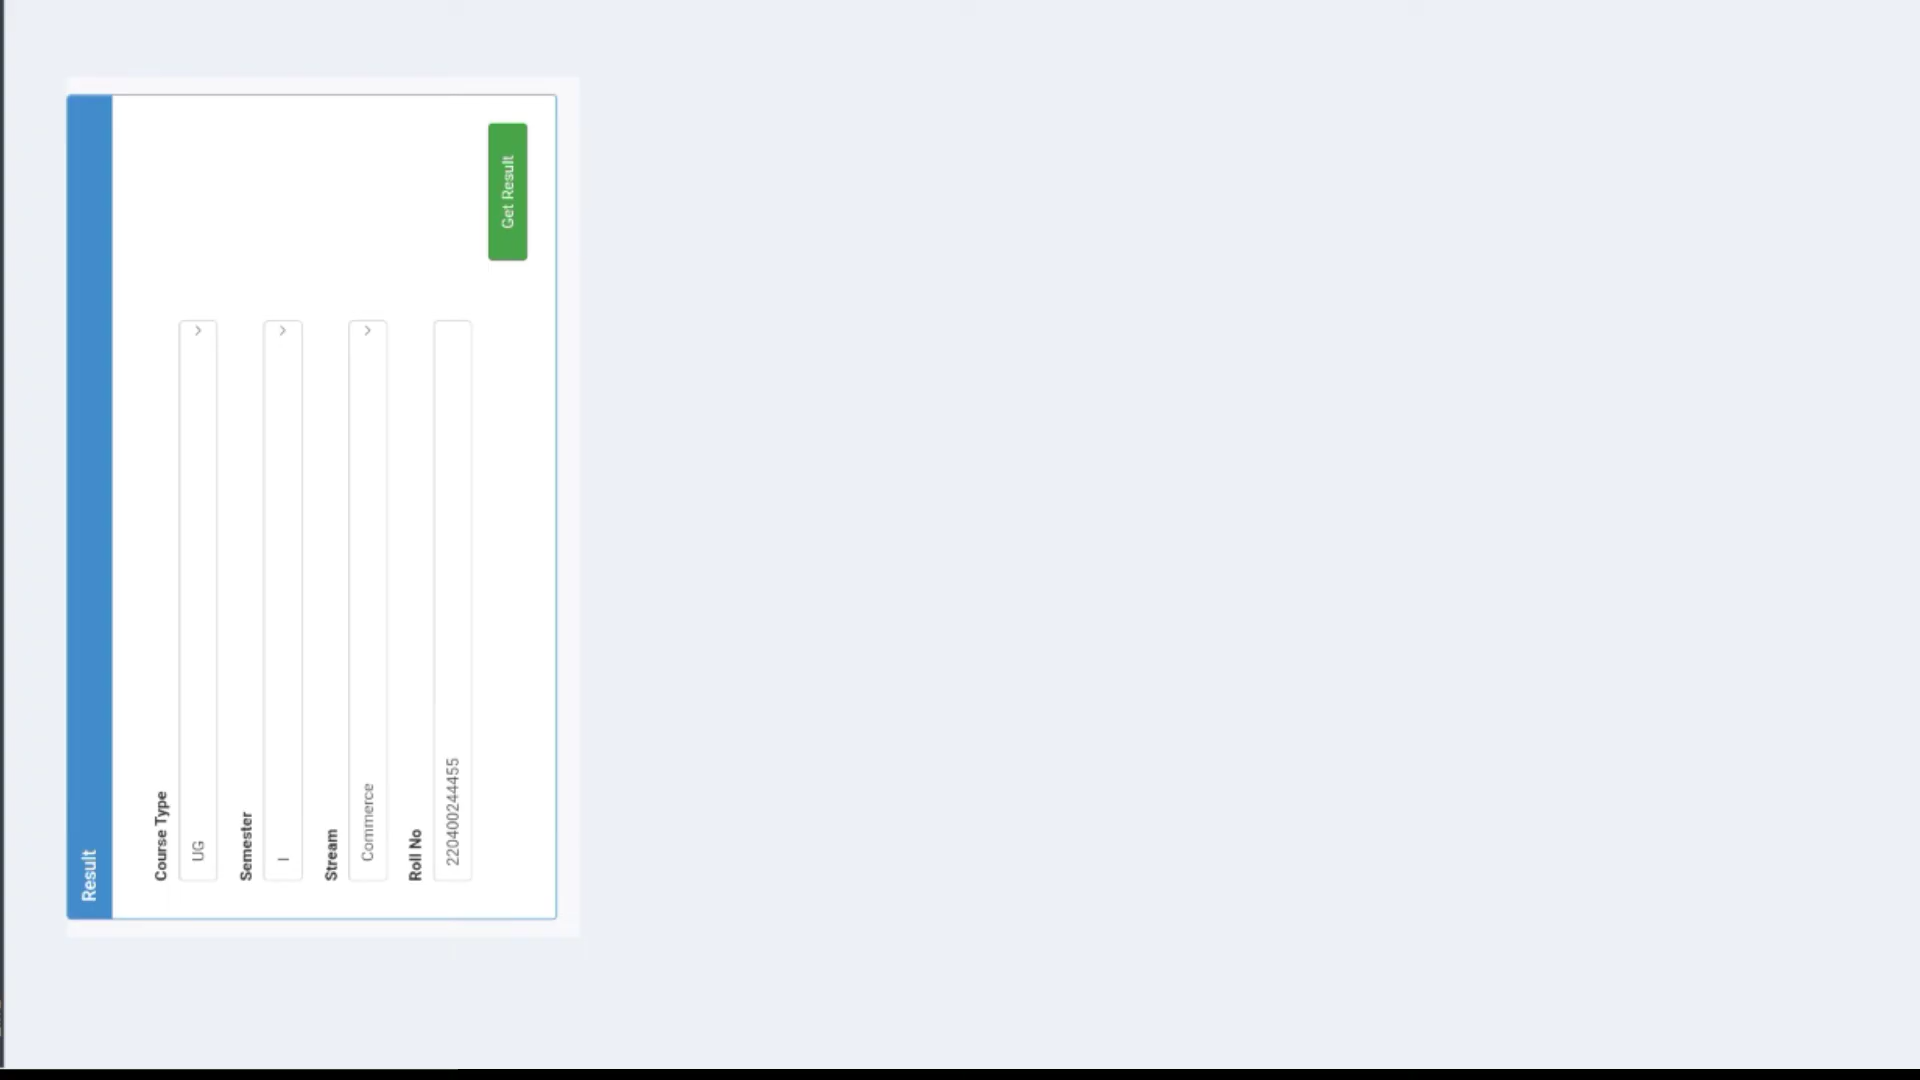 Result
Course Type
UG
Semester
I
Stream
Commerce
Roll No
220400244455
Get Result